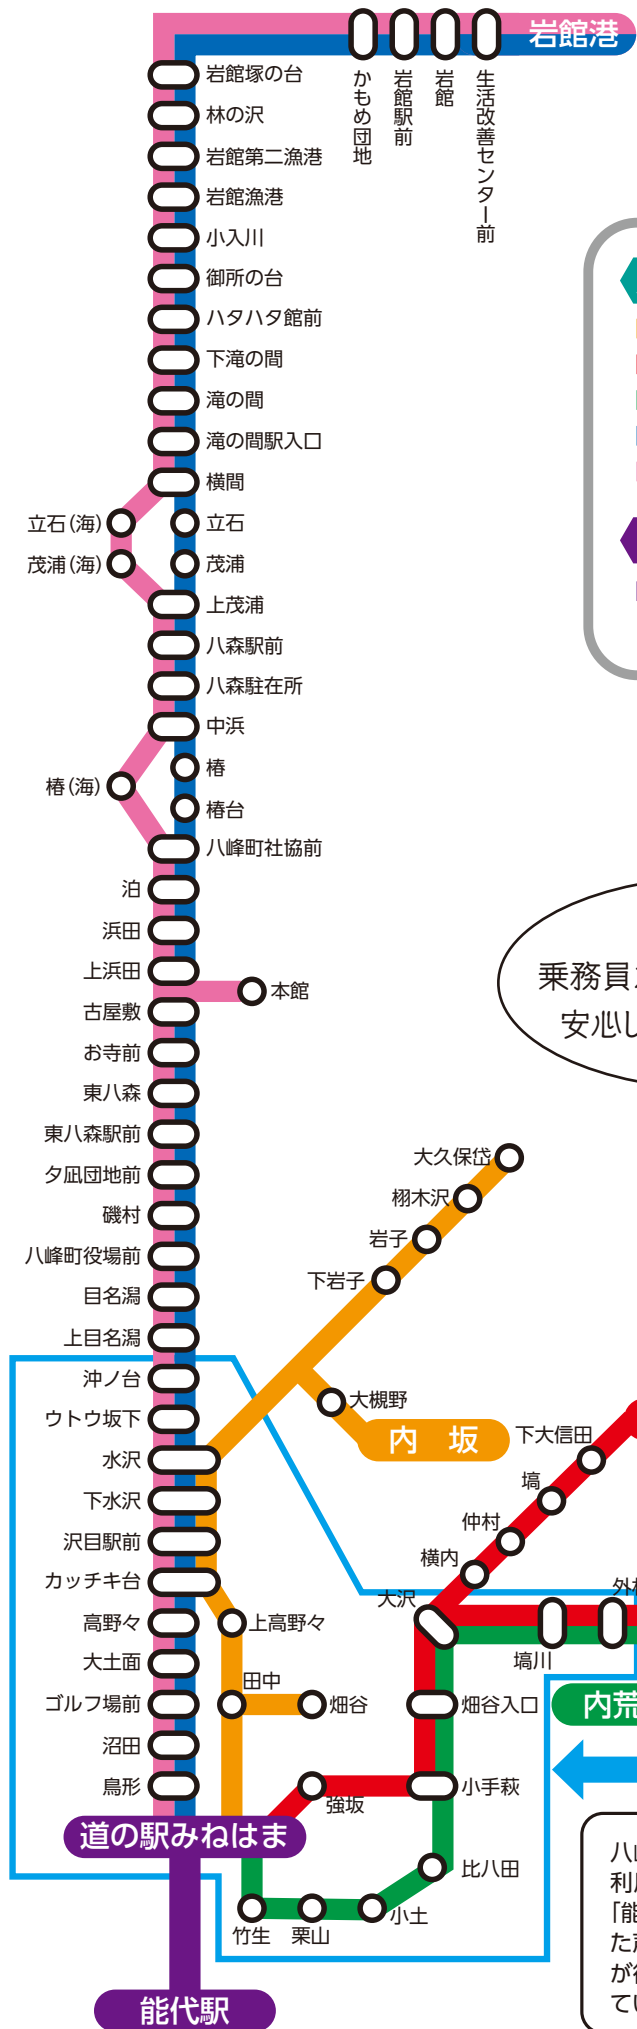 岩館港
かもめ団地
岩館駅前
岩館
生活改善センター前
岩館塚の台
林の沢
岩館第二漁港
岩館漁港
小入川
御所の台
ハタハタ館前
下滝の間
滝の間
滝の間駅入口
横間
立石(海)
立石
茂浦(海)
茂浦
上茂浦
八森駅前
八森駐在所
中浜
椿
椿(海)
椿台
八峰町社協前
泊
浜田
上浜田
本館
古屋敷
お寺前
東八森
東八森駅前
夕凪団地前
磯村
八峰町役場前
目名潟
上目名潟
沖ノ台
ウトウ坂下
水沢
下水沢
沢目駅前
カッチキ台
高野々
大土面
ゴルフ場前
沼田
鳥形
道の駅みねはま
能代駅
乗務員
安心し
大久保岱
栩木沢
岩子
下岩子
大槻野
内 坂
上高野々
田中
畑谷
下大信田
塙
仲村
横内
大沢
塙川
外
内荒
畑谷入口
小手萩
強坂
比八田
竹生
栗山
小土
八
利
「能
た
が
てい